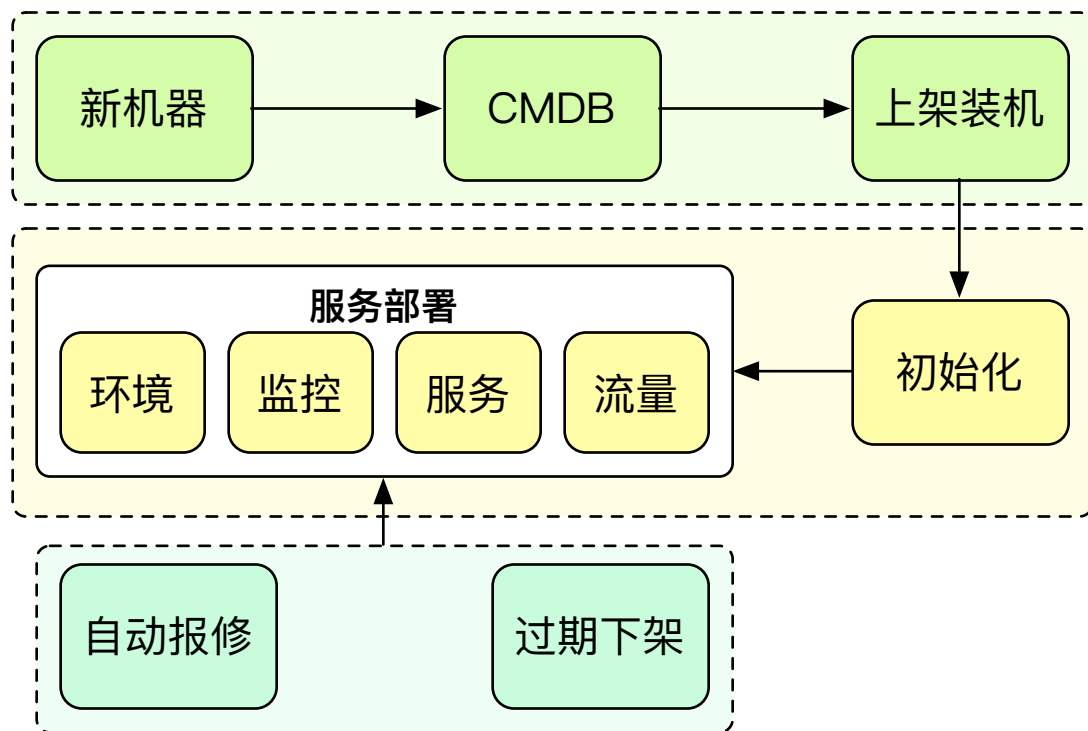 新机器
CMDB
上架装机
服务部署
环境
监控
服务
流量
初始化
自动报修
过期下架